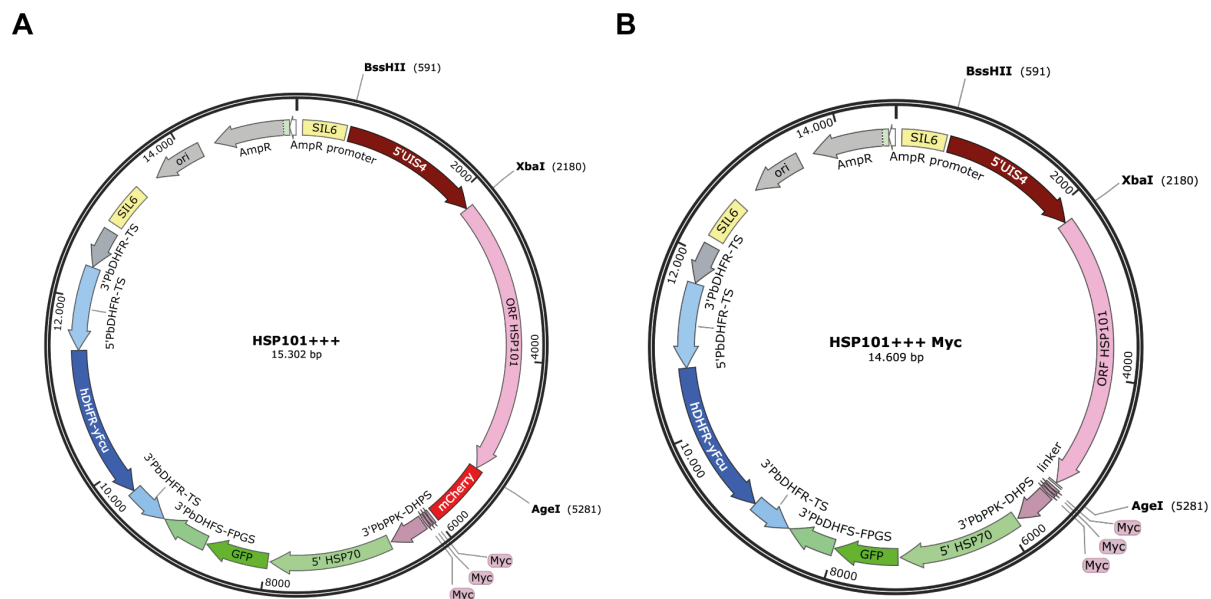 A
BssHII (591)
SIL6
5'UIS4
2000
XbaI (2180)
ORF HSP101
4000
mCherry
AgeI (5281)
6000
Myc
Myc
Myc
3'PbPPK-DHPS
5' HSP70
8000
GFP
3'PbDHFS-FPGS
3'PbDHFR-TS
10.000
hDHFR-yFcu
5'PbDHFR-TS
12.000
3'PbDHFR-TS
SIL6
ori
14.000
AmpR
AmpR promoter
HSP101+++
15.302 bp
B
BssHII (591)
SIL6
5'UIS4
2000
XbaI (2180)
ORF HSP101
4000
linker
AgeI (5281)
Myc
Myc
Myc
6000
3'PbPPK-DHPS
5' HSP70
8000
GFP
3'PbDHFS-FPGS
3'PbDHFR-TS
10.000
hDHFR-yFcu
5'PbDHFR-TS
12.000
3'PbDHFR-TS
SIL6
ori
14.000
AmpR
AmpR promoter
HSP101+++ Myc
14.609 bp